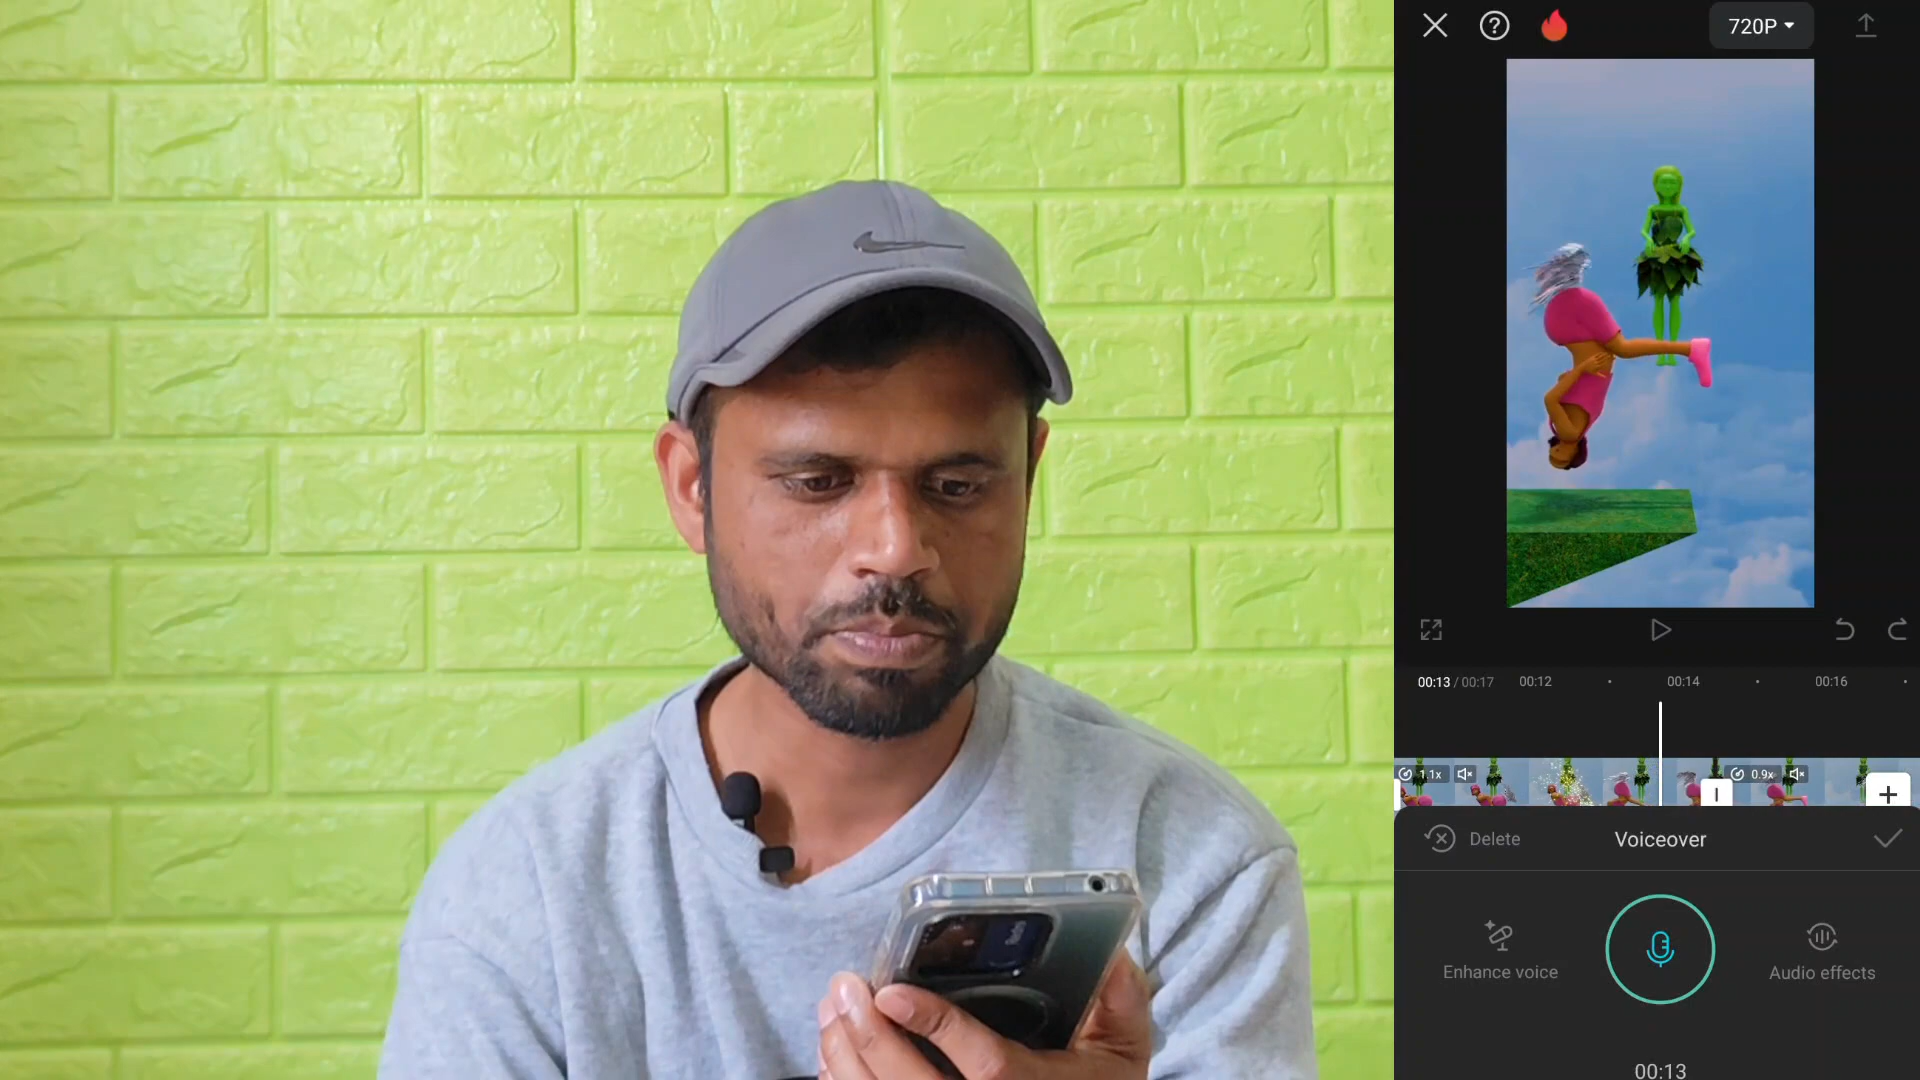 720P
00:13 / 00:17
00:12
00:14
00:16
1.1x
0.9x
Delete
Voiceover
Enhance voice
Audio effects
00:13